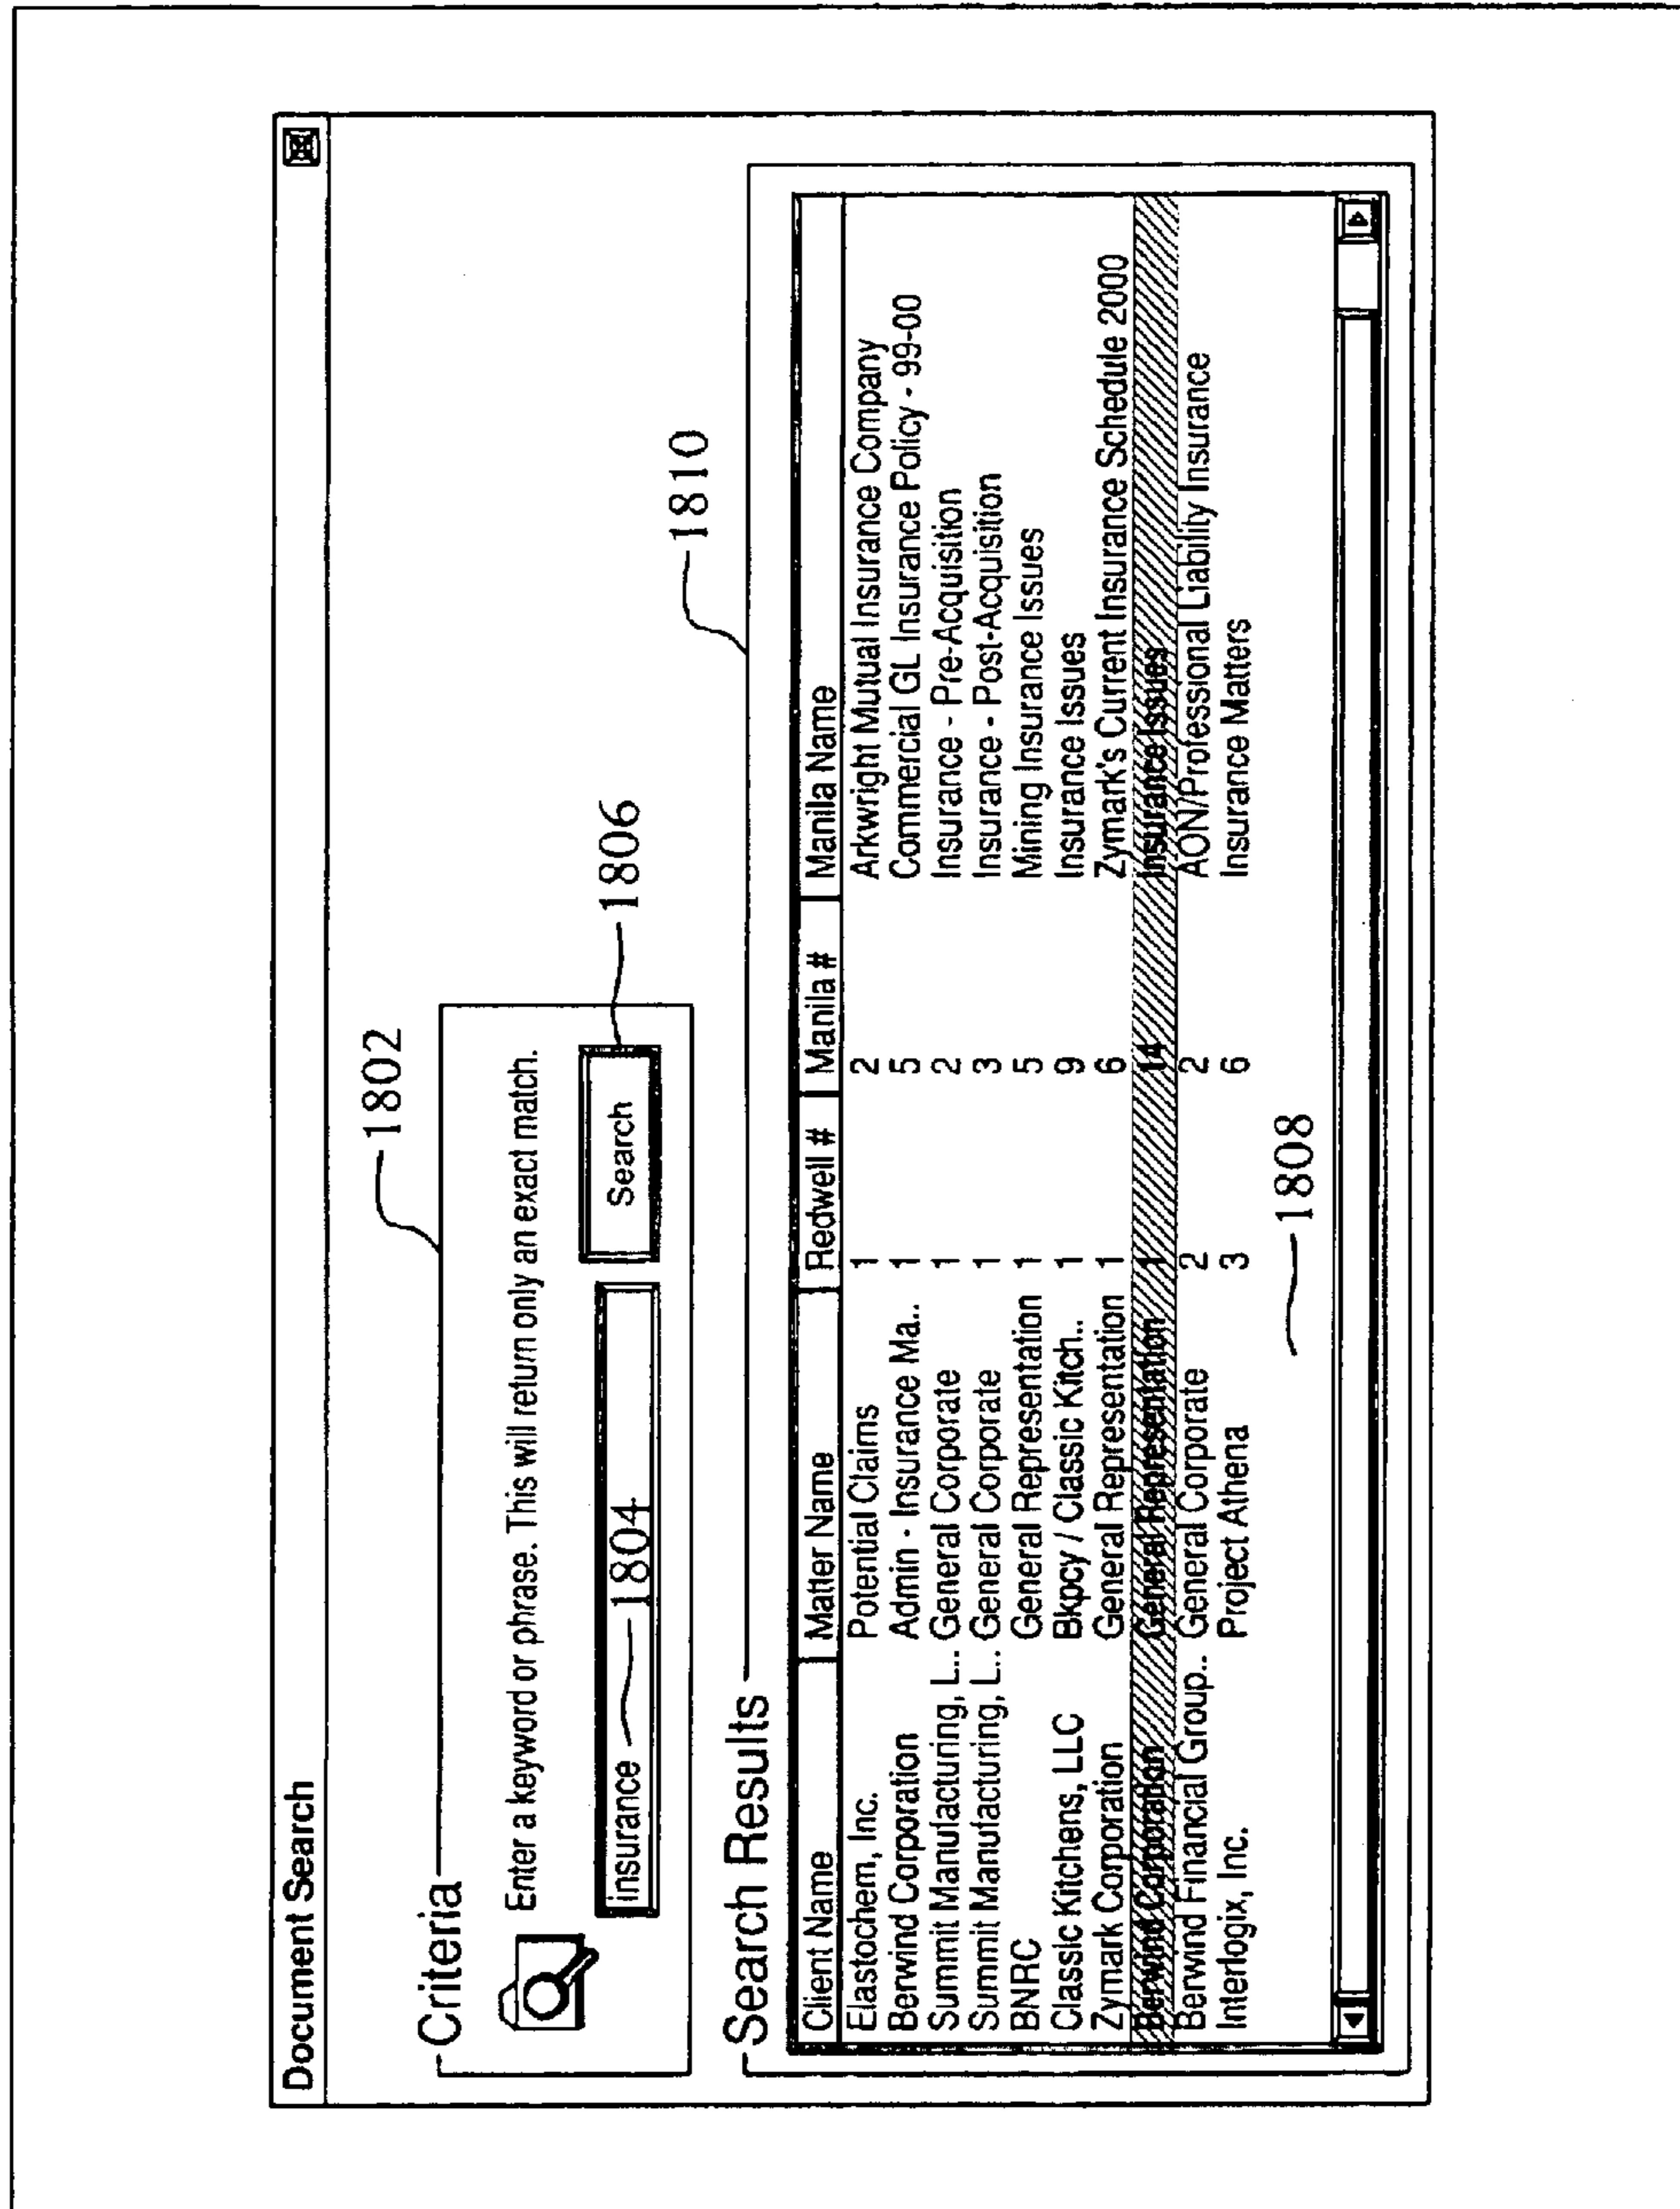 Document Search
1802
Criteria
Enter a keyword or phrase. This will return only an exact match.
insurance 1804
Search
1806
1810
Search Results
Client Name Matter Name Redwell # Manila # Manila Name
Elastochem, Inc. Potential Claims 1 2 Arkwright Mutual Insurance Company
Berwind Corporation Admin - Insurance Ma.. 1 5 Commercial GL Insurance Policy - 99-00
Summit Manufacturing, L.. General Corporate 1 2 Insurance - Pre-Acquisition
Summit Manufacturing, L.. General Corporate 1 3 Insurance - Post-Acquisition
BNRC General Representation 1 5 Mining Insurance Issues
Classic Kitchens, LLC Bkpcy / Classic Kitch.. 1 9 Insurance Issues
Zymark Corporation General Representation 1 6 Zymark's Current Insurance Schedule 2000
Berwind Corporation General Representation 1 14 Insurance Issues
Berwind Financial Group.. General Corporate 2 2 AON/Professional Liability Insurance
Interlogix, Inc. Project Athena 3 6 Insurance Matters
1808